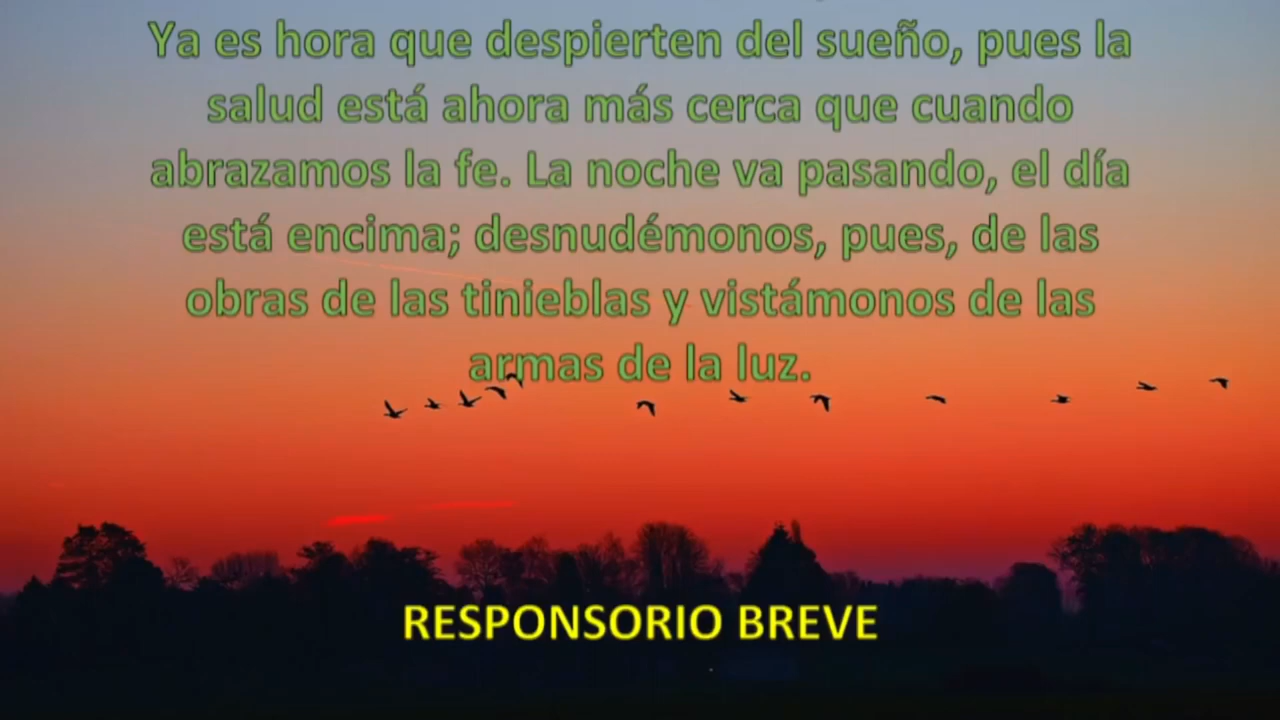 Ya es hora que despierten del sueño, pues la
salud está ahora más cerca que cuando
abrazamos la fe. La noche va pasando, el día
está encima; desnudémonos, pues, de las
obras de las tinieblas y vistámonos de las
armas de la luz.
RESPONSORIO BREVE